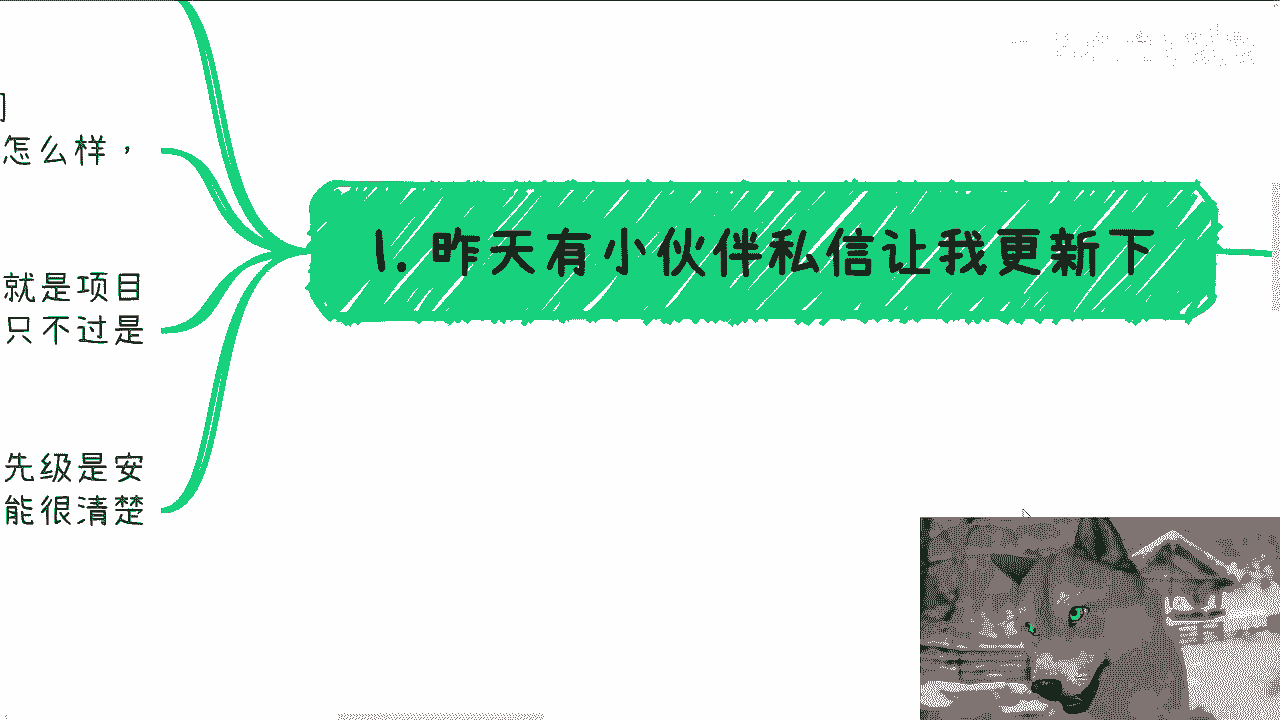 怎么样，
就是项目
只不过是
先级是安
能很清楚
1. 昨天有小伙伴私信让我更新下